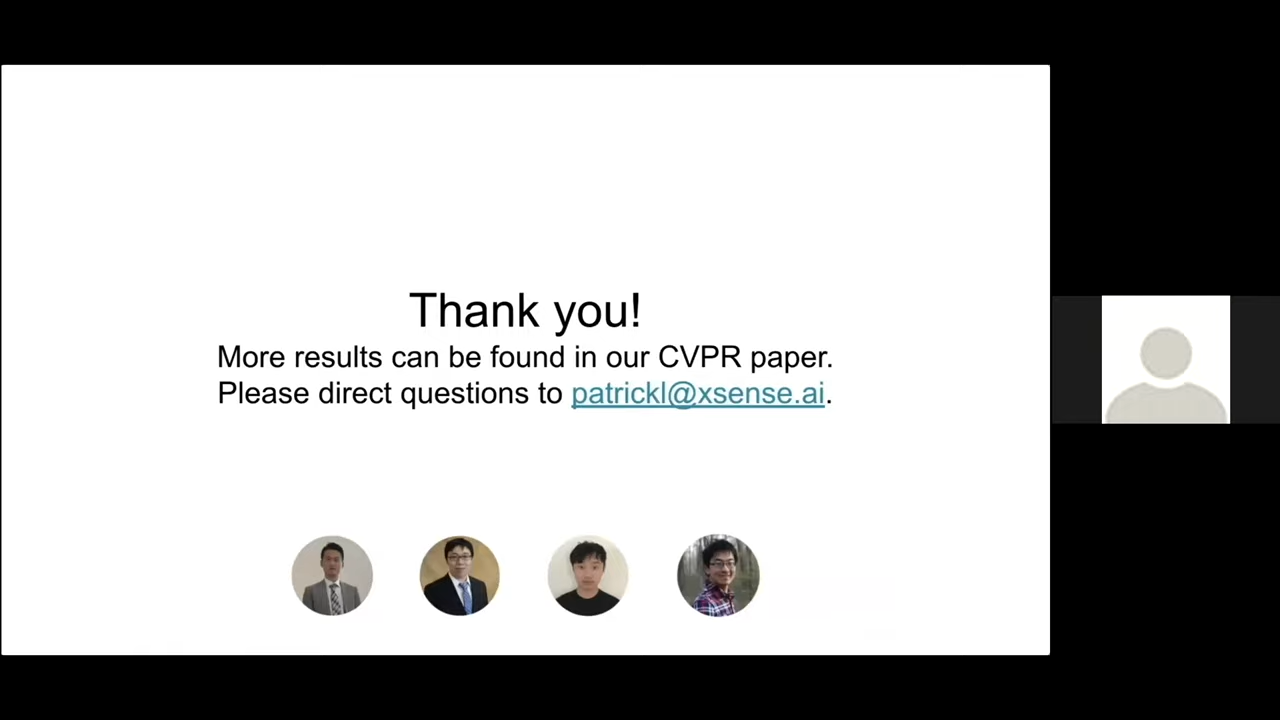 Thank you!
More results can be found in our CVPR paper.
Please direct questions to patrickl@xsense.ai.